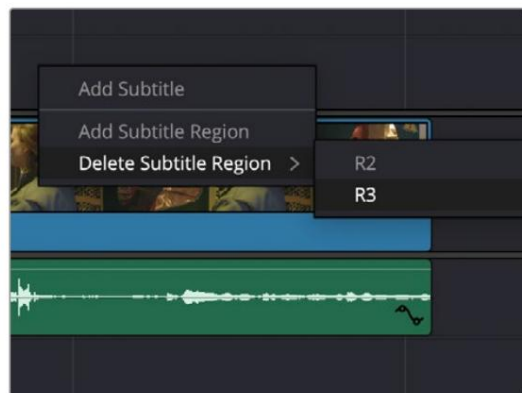 Add Subtitle
Add Subtitle Region
Delete Subtitle Region >
R2
R3